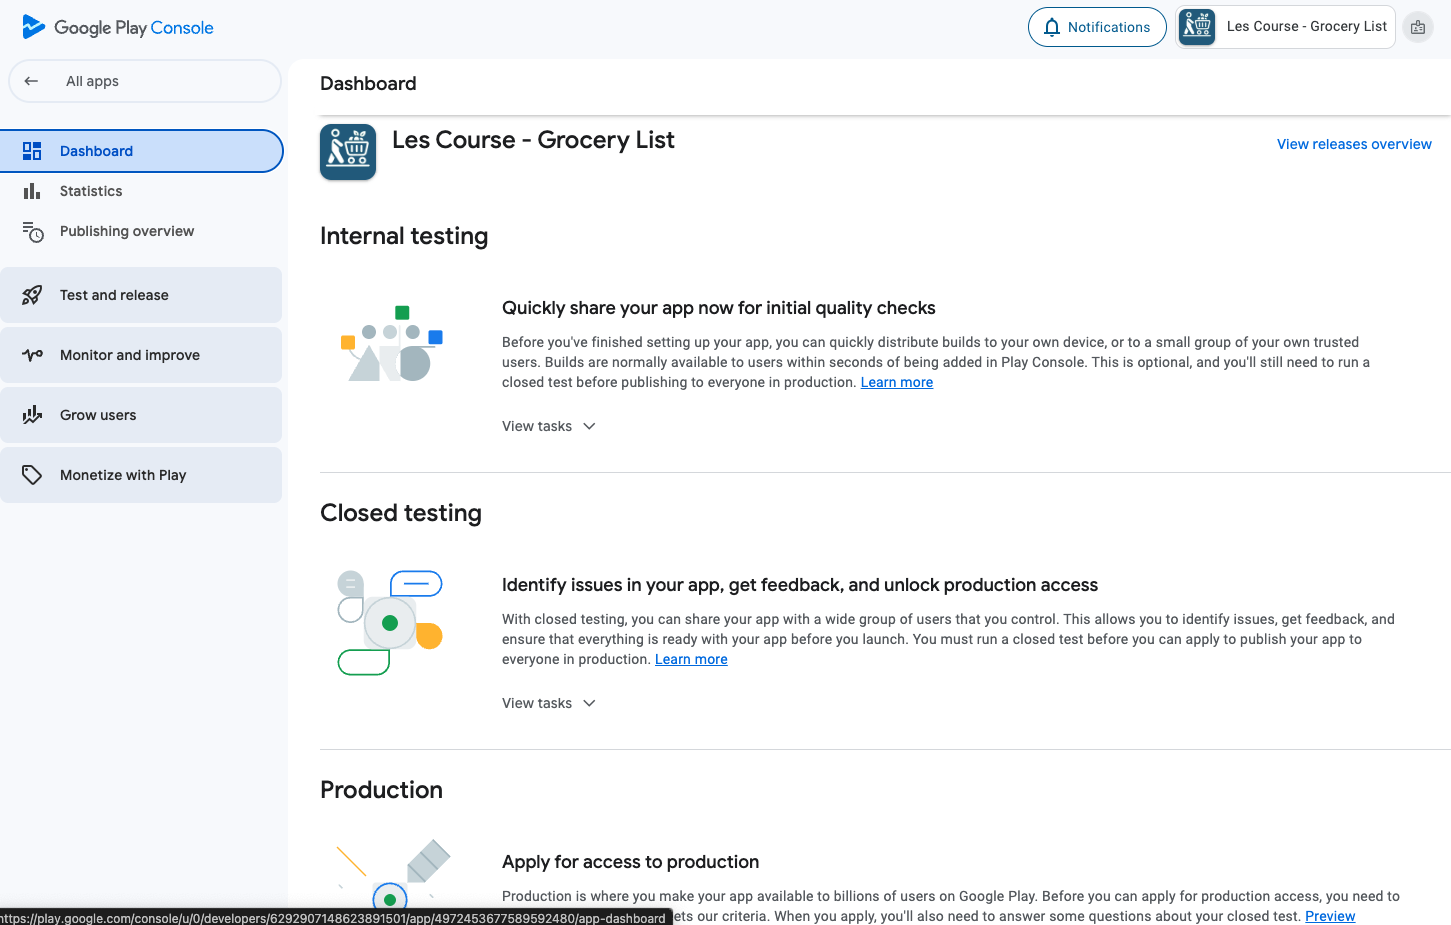 Google Play Console
Notifications
Les Course - Grocery List
All apps
Dashboard
Statistics
Publishing overview
Test and release
Monitor and improve
Grow users
Monetize with Play
Dashboard
Les Course - Grocery List
View releases overview
Internal testing
Quickly share your app now for initial quality checks
Before you've finished setting up your app, you can quickly distribute builds to your own device, or to a small group of your own trusted
users. Builds are normally available to users within seconds of being added in Play Console. This is optional, and you'll still need to run a
closed test before publishing to everyone in production. Learn more
View tasks
Closed testing
Identify issues in your app, get feedback, and unlock production access
With closed testing, you can share your app with a wide group of users that you control. This allows you to identify issues, get feedback, and
ensure that everything is ready with your app before you launch. You must run a closed test before you can apply to publish your app to
everyone in production. Learn more
View tasks
Production
Apply for access to production
Production is where you make your app available to billions of users on Google Play. Before you can apply for production access, you need to
ets our criteria. When you apply, you'll also need to answer some questions about your closed test. Preview
https://play.google.com/console/u/0/developers/6292907148623891501/app/4972453677589592480/app-dashboard